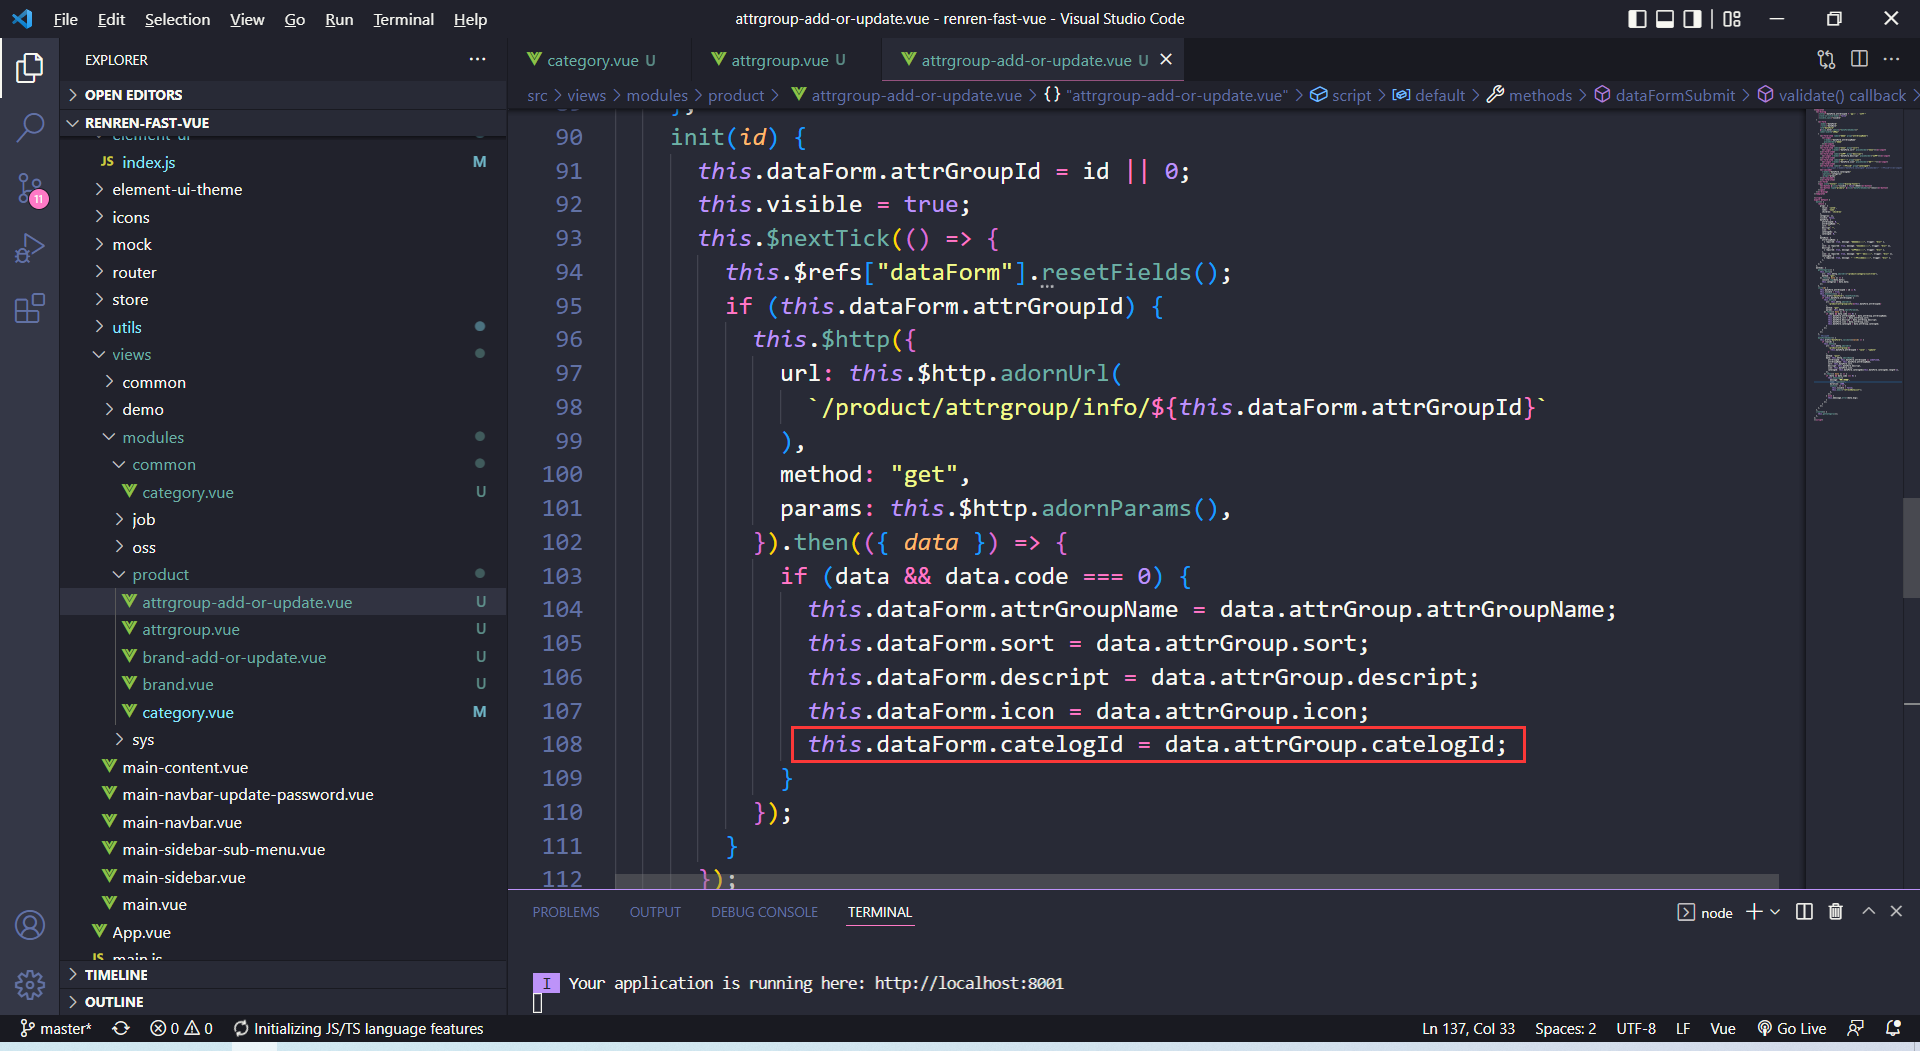 File Edit Selection View Go Run Terminal Help
attrgroup-add-or-update.vue - renren-fast-vue - Visual Studio Code
EXPLORER
OPEN EDITORS
RENREN-FAST-VUE
element-ui
JS index.js M
element-ui-theme
icons
mock
router
store
utils
views
common
demo
modules
common
category.vue U
job
oss
product
attrgroup-add-or-update.vue U
attrgroup.vue U
brand-add-or-update.vue U
brand.vue U
category.vue M
sys
main-content.vue
main-navbar-update-password.vue
main-navbar.vue
main-sidebar-sub-menu.vue
main-sidebar.vue
main.vue
App.vue
JS main.js
TIMELINE
OUTLINE
11
category.vue U
attrgroup.vue U
attrgroup-add-or-update.vue U
src > views > modules > product > attrgroup-add-or-update.vue > {} "attrgroup-add-or-update.vue" > script > default > methods > dataFormSubmit > validate() callback >
90 init(id) {
91 this.dataForm.attrGroupId = id || 0;
92 this.visible = true;
93 this.$nextTick(() => {
94 this.$refs["dataForm"].resetFields();
95 if (this.dataForm.attrGroupId) {
96 this.$http({
97 url: this.$http.adornUrl(
98 `/product/attrgroup/info/${this.dataForm.attrGroupId}`
99 ),
100 method: "get",
101 params: this.$http.adornParams(),
102 }).then(({ data }) => {
103 if (data && data.code === 0) {
104 this.dataForm.attrGroupName = data.attrGroup.attrGroupName;
105 this.dataForm.sort = data.attrGroup.sort;
106 this.dataForm.descript = data.attrGroup.descript;
107 this.dataForm.icon = data.attrGroup.icon;
108 this.dataForm.catelogId = data.attrGroup.catelogId;
109 }
110 });
111 }
112 });
PROBLEMS OUTPUT DEBUG CONSOLE TERMINAL
node
I Your application is running here: http://localhost:8001
master* 0 0 Initializing JS/TS language features
Ln 137, Col 33 Spaces: 2 UTF-8 LF Vue Go Live